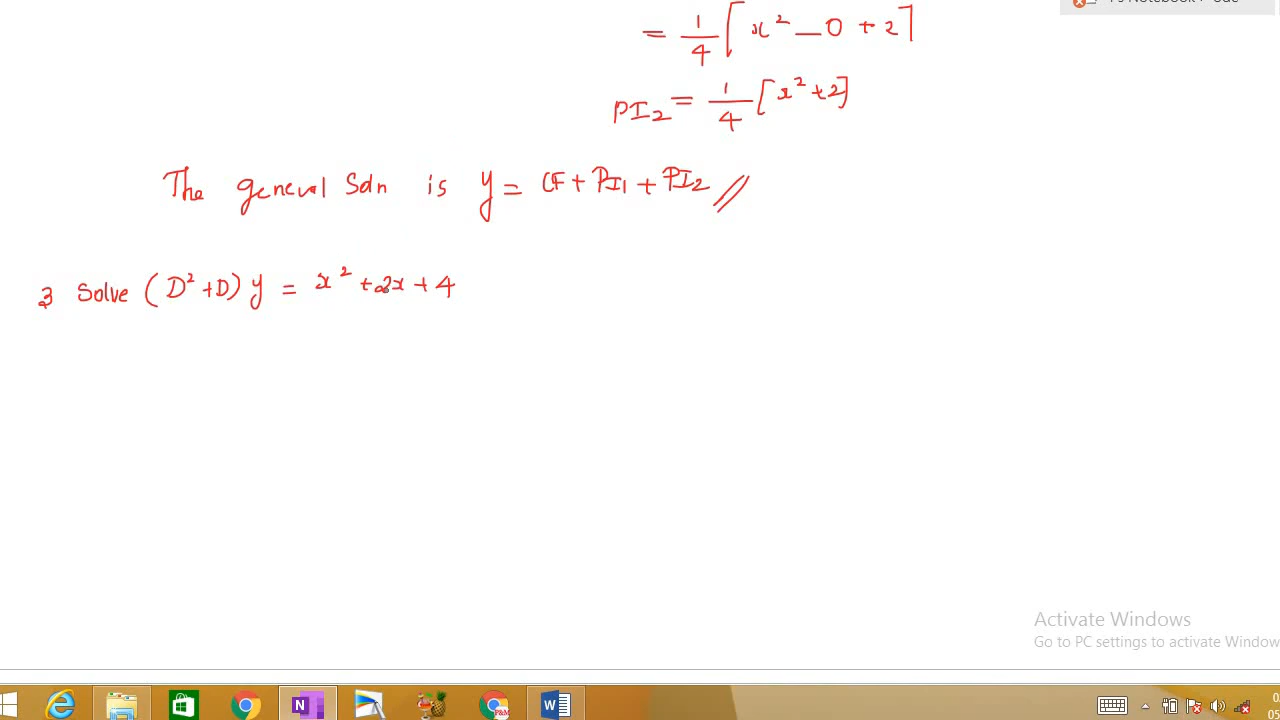 = 1/4 [x² - 0 + 2]
PI₂ = 1/4 [x² + 2]
The general Soln is y = CF + PI₁ + PI₂ //
3 Solve (D² + D) y = x² + 2x + 4
Activate Windows
Go to PC settings to activate Window